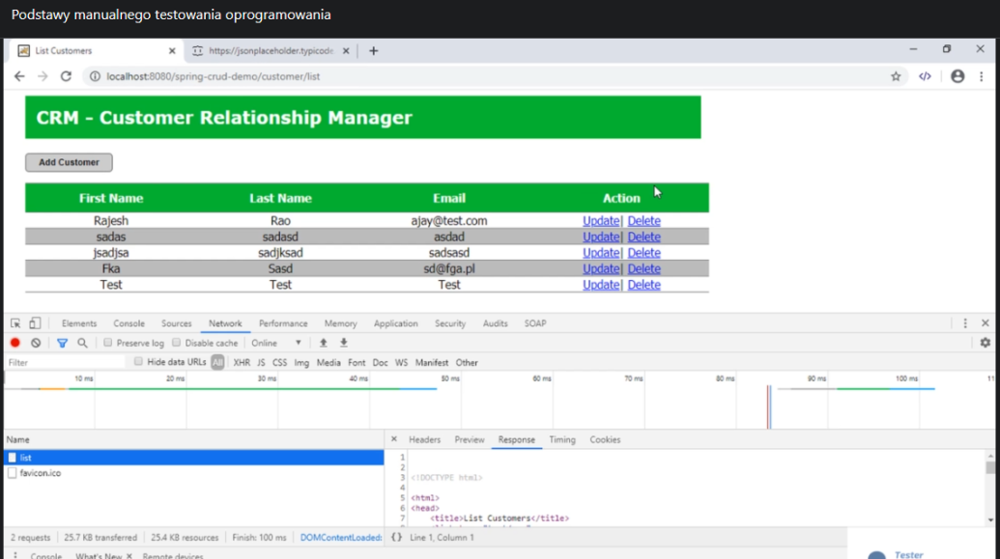 Podstawy manualnego testowania oprogramowania
List Customers
https://jsonplaceholder.typicode.
localhost:8080/spring-crud-demo/customer/list
CRM - Customer Relationship Manager
Add Customer
First Name Last Name Email Action
Rajesh Rao ajay@test.com Update| Delete
sadas sadasd asdad Update| Delete
jsadjsa sadjksad sadsasd Update| Delete
Fka Sasd sd@fga.pl Update| Delete
Test Test Test Update| Delete
Elements Console Sources Network Performance Memory Application Security Audits SOAP
Preserve log Disable cache Online
Filter Hide data URLs All XHR JS CSS Img Media Font Doc WS Manifest Other
10 ms 20 ms 30 ms 40 ms 50 ms 60 ms 70 ms 80 ms 90 ms 100 ms 11
Name Headers Preview Response Timing Cookies
list
favicon.ico
1
2
3 <!DOCTYPE html>
4
5 <html>
6 <head>
7 <title>List Customers</title>
2 requests 25.7 KB transferred 25.4 KB resources Finish: 100 ms DOMContentLoaded: {} Line 1, Column 1
Console What's New Remote devices
Tester